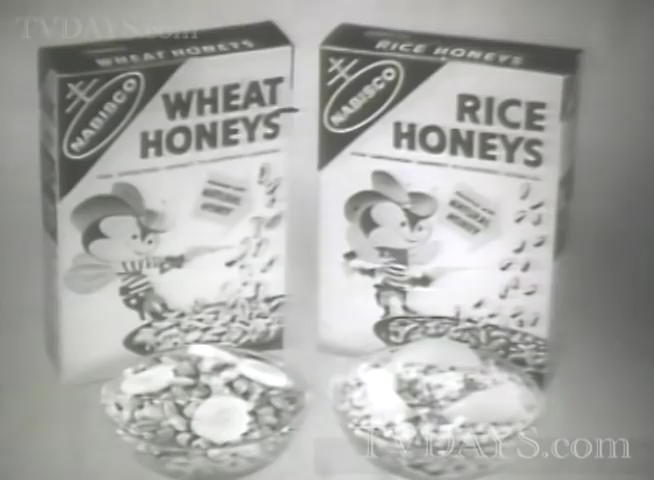 TVDAYS.com
WHEAT HONEYS
NABISCO
WHEAT
HONEYS
RICE HONEYS
NABISCO
RICE
HONEYS
TVDAYS.com